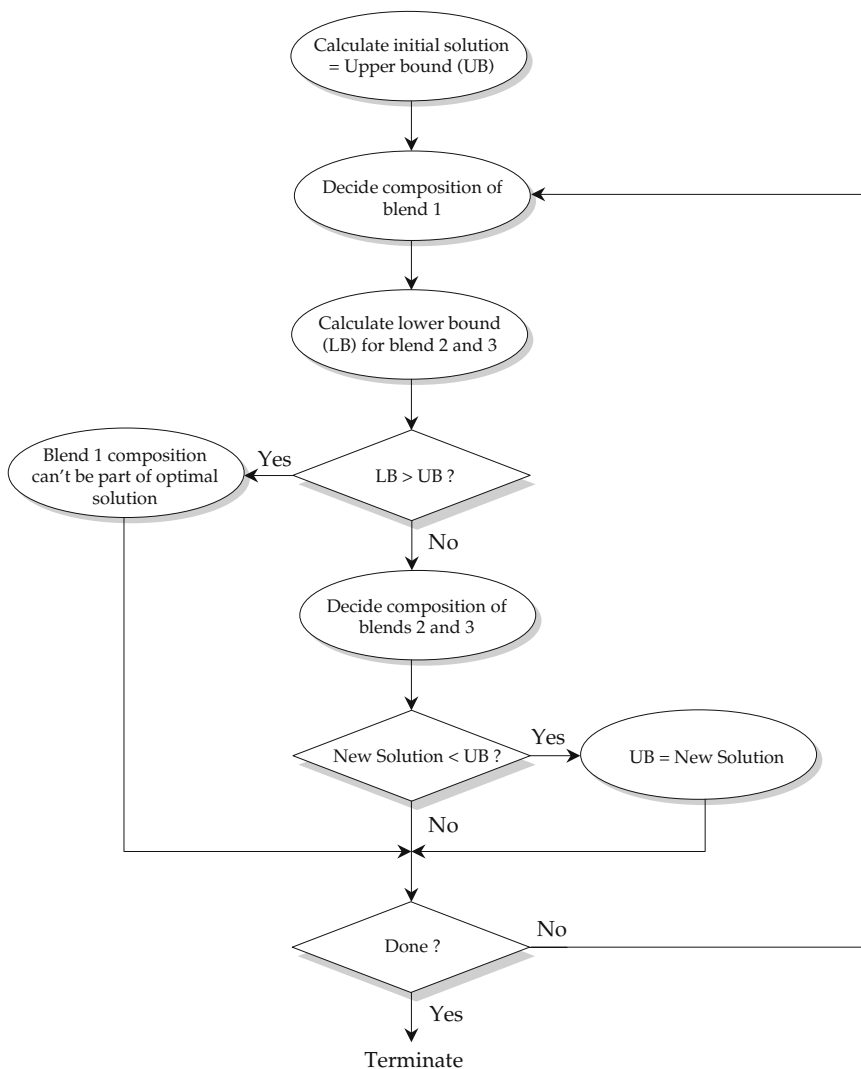 Calculate initial solution
= Upper bound (UB)
Decide composition of
blend 1
Calculate lower bound
(LB) for blend 2 and 3
Blend 1 composition
can't be part of optimal
solution
Yes
LB > UB ?
No
Decide composition of
blends 2 and 3
New Solution < UB ?
Yes
UB = New Solution
No
Done ?
No
Yes
Terminate